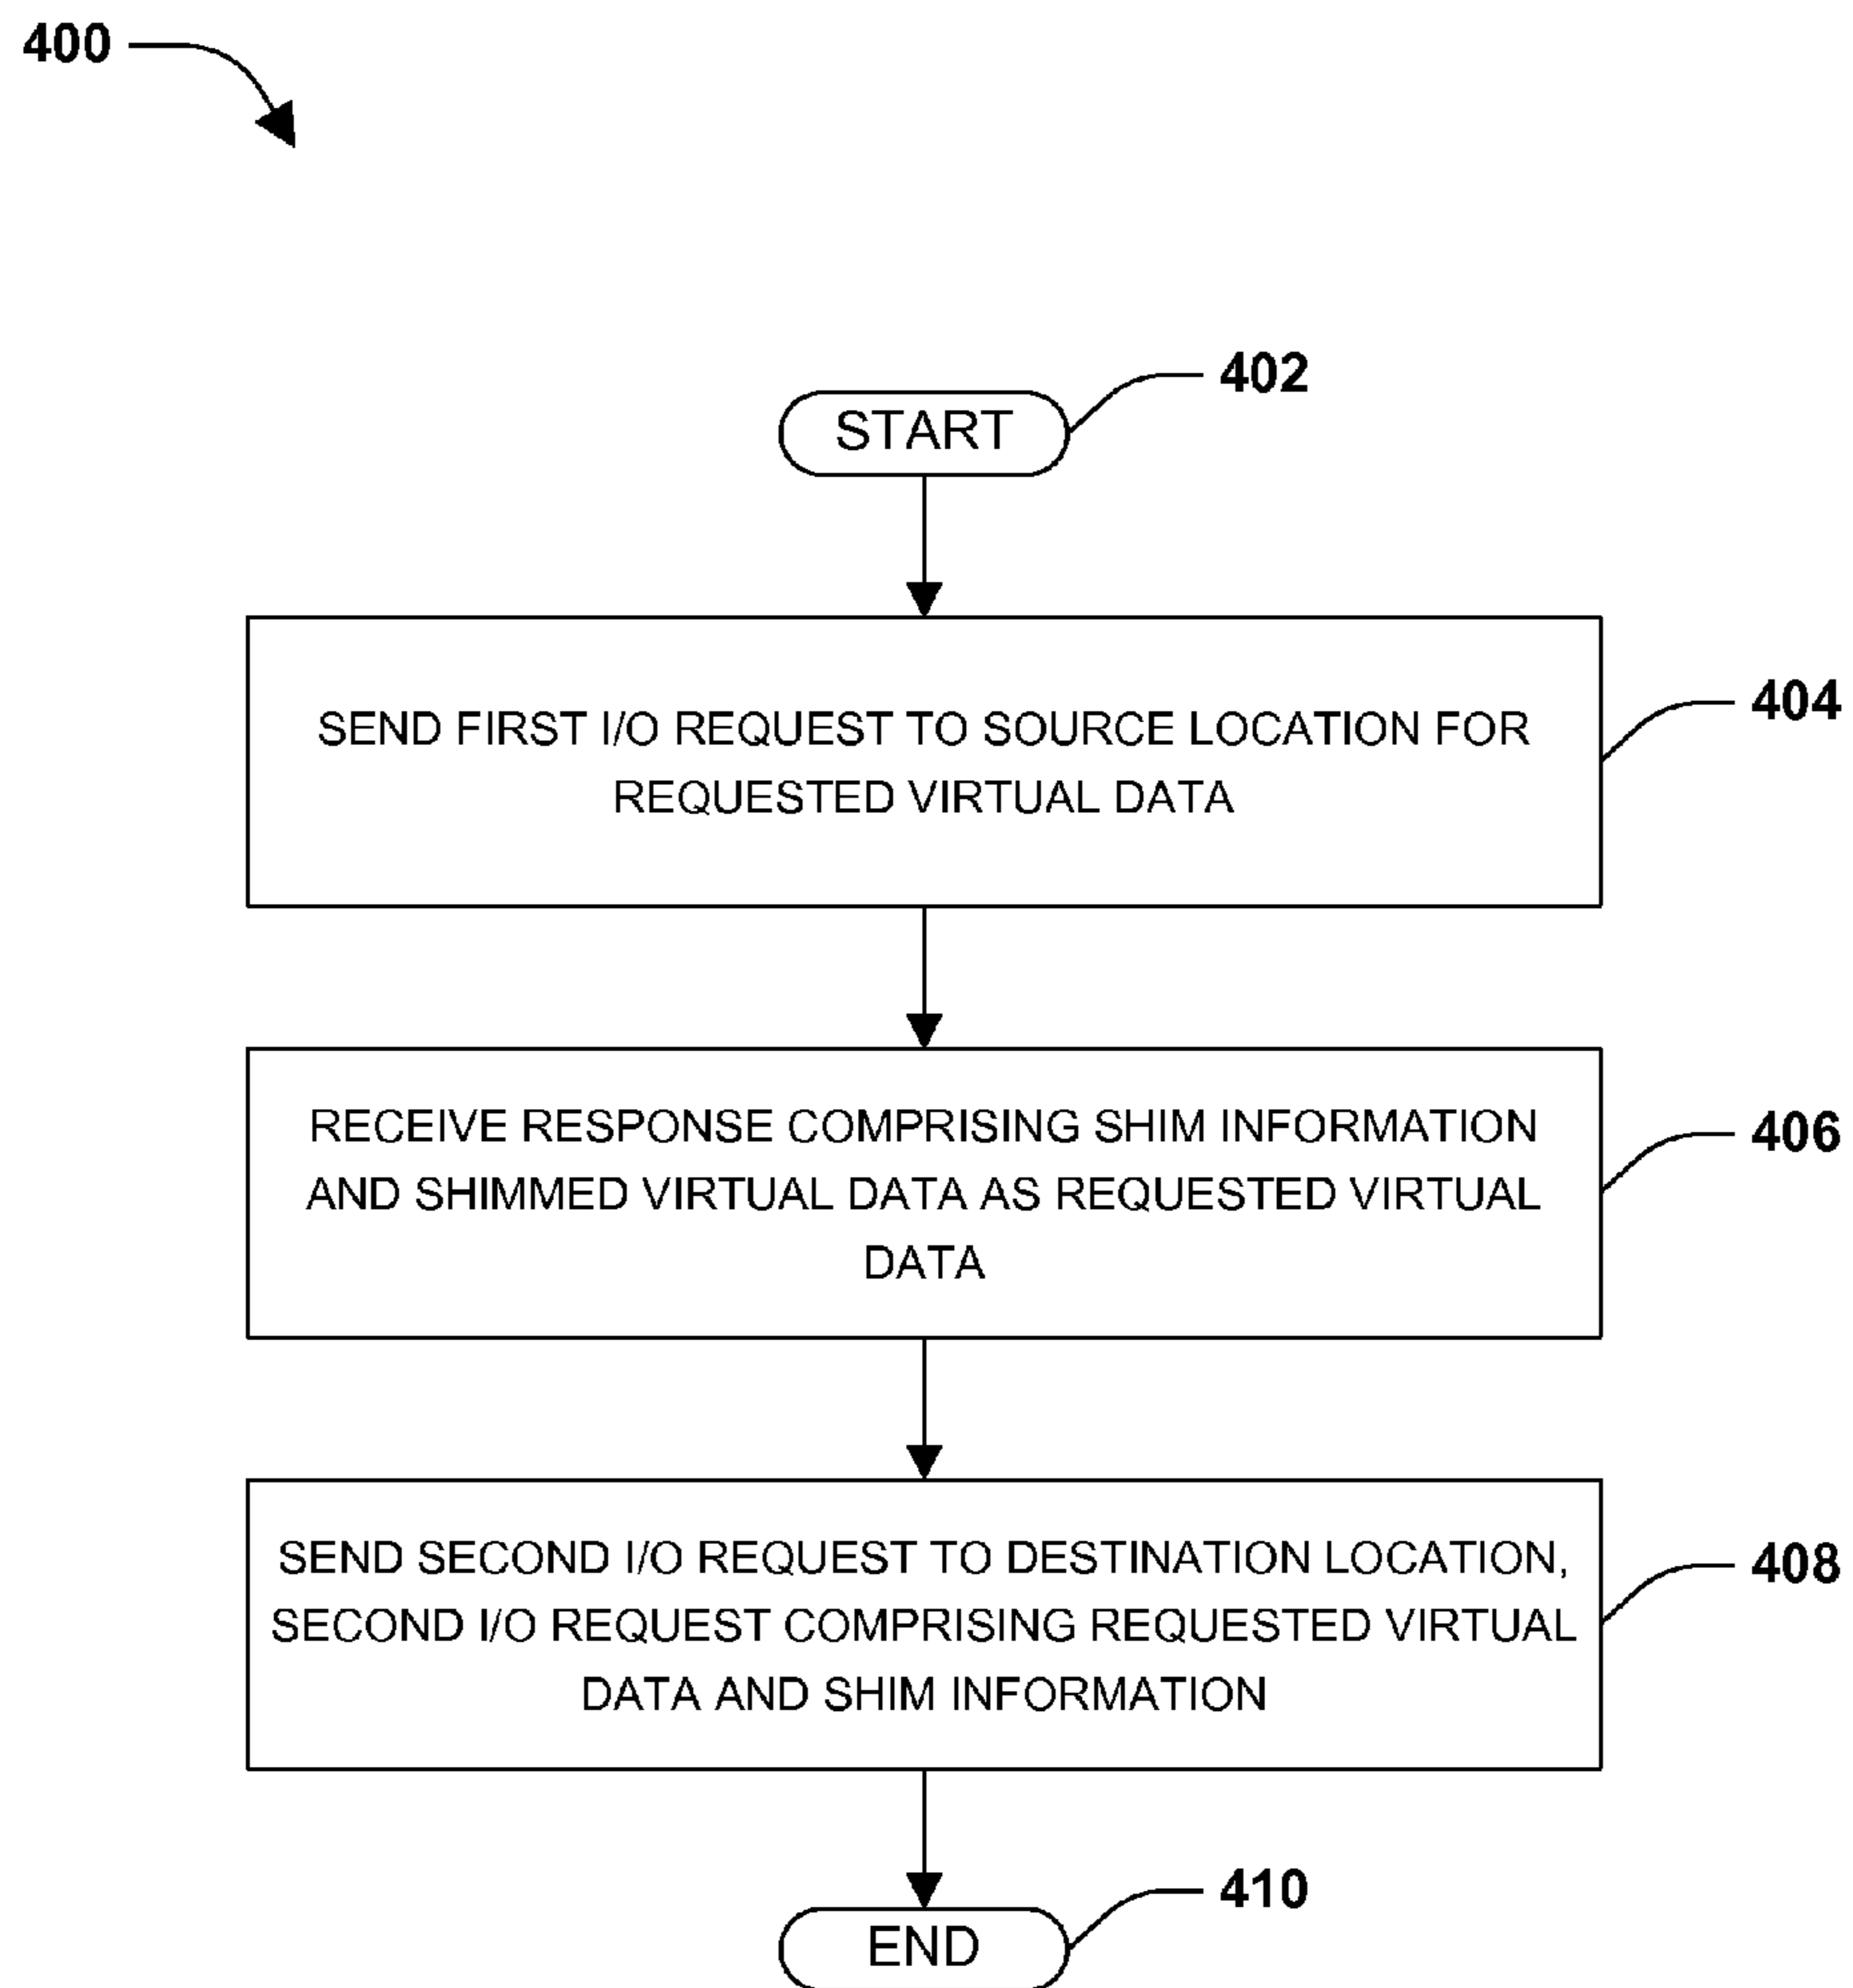 400
402
START
404
SEND FIRST I/O REQUEST TO SOURCE LOCATION FOR
REQUESTED VIRTUAL DATA
406
RECEIVE RESPONSE COMPRISING SHIM INFORMATION
AND SHIMMED VIRTUAL DATA AS REQUESTED VIRTUAL
DATA
408
SEND SECOND I/O REQUEST TO DESTINATION LOCATION,
SECOND I/O REQUEST COMPRISING REQUESTED VIRTUAL
DATA AND SHIM INFORMATION
410
END